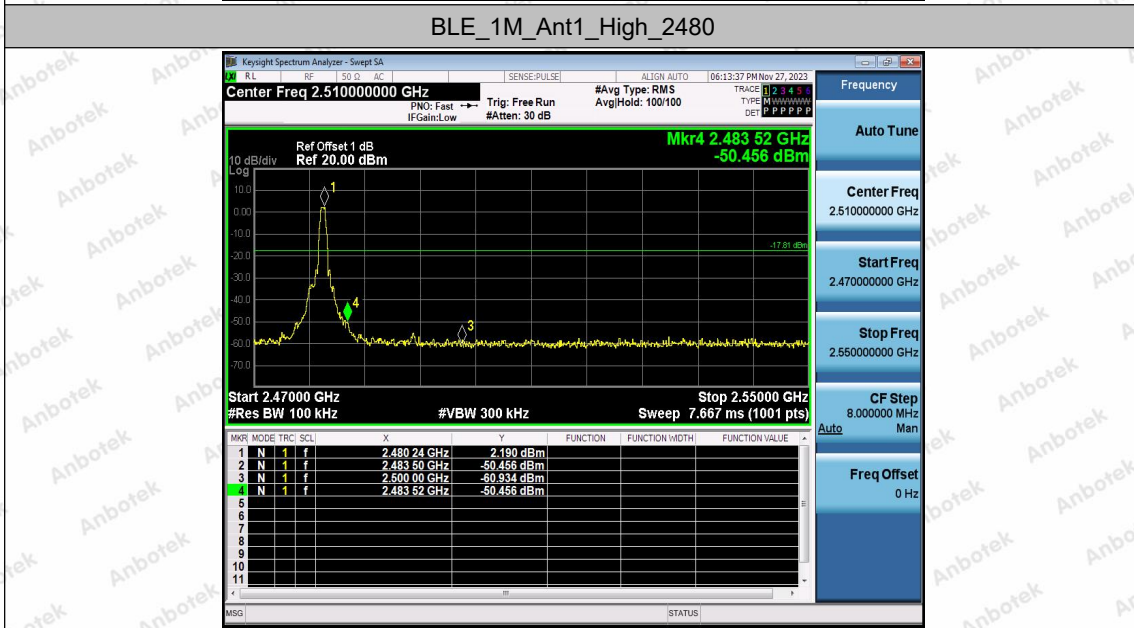 BLE_1M_Ant1_High_2480
Keysight Spectrum Analyzer - Swept SA
LXI RL RF 50 Ω AC SENSE:PULSE ALIGN AUTO 06:13:37 PM Nov 27, 2023
Center Freq 2.510000000 GHz
PNO: Fast
IFGain:Low
Trig: Free Run
#Atten: 30 dB
#Avg Type: RMS
Avg|Hold: 100/100
TRACE 1 2 3 4 5 6
TYPE M W W W W W
DET P P P P P P
Mkr4 2.483 52 GHz
-50.456 dBm
Ref Offset 1 dB
10 dB/div Ref 20.00 dBm
Log
10.0
0.00
-10.0
-20.0
-30.0
-40.0
-50.0
-60.0
-70.0
1
4
3
-17.81 dBm
Start 2.47000 GHz Stop 2.55000 GHz
#Res BW 100 kHz #VBW 300 kHz Sweep 7.667 ms (1001 pts)
MKR MODE TRC SCL X Y FUNCTION FUNCTION WIDTH FUNCTION VALUE
1 N 1 f 2.480 24 GHz 2.190 dBm
2 N 1 f 2.483 50 GHz -50.456 dBm
3 N 1 f 2.500 00 GHz -60.934 dBm
4 N 1 f 2.483 52 GHz -50.456 dBm
5
6
7
8
9
10
11
MSG STATUS
Frequency
Auto Tune
Center Freq
2.510000000 GHz
Start Freq
2.470000000 GHz
Stop Freq
2.550000000 GHz
CF Step
8.000000 MHz
Auto Man
Freq Offset
0 Hz
Anbotek